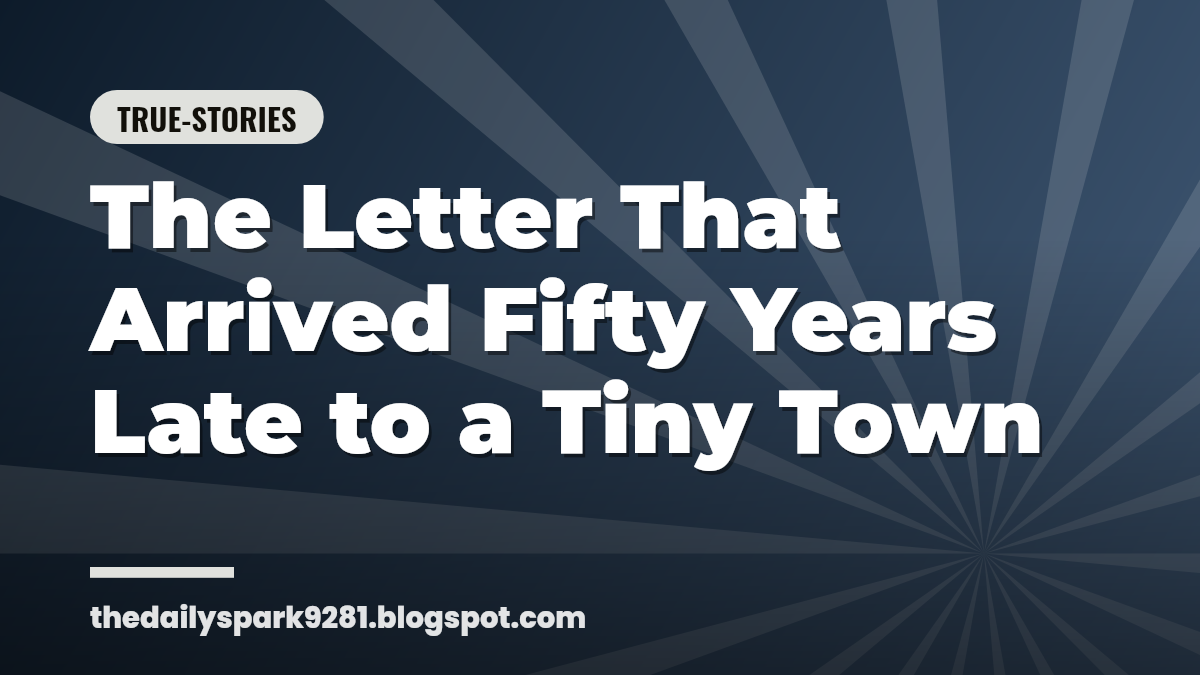 TRUE-STORIES
The Letter That
Arrived Fifty Years
Late to a Tiny Town
thedailyspark9281.blogspot.com